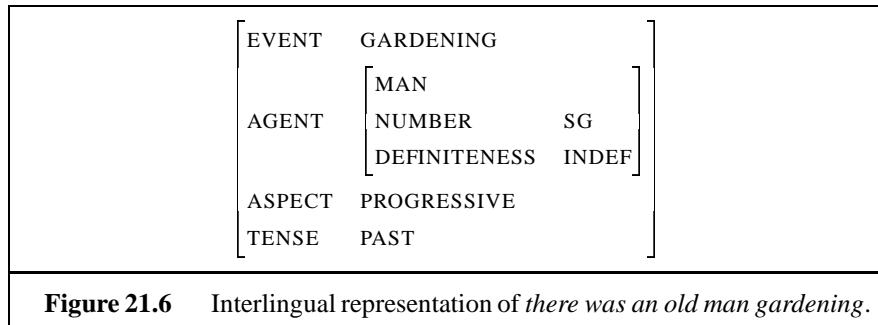 EVENT GARDENING
MAN
AGENT NUMBER SG
DEFINITENESS INDEF
ASPECT PROGRESSIVE
TENSE PAST
Figure 21.6 Interlingual representation of there was an old man gardening.